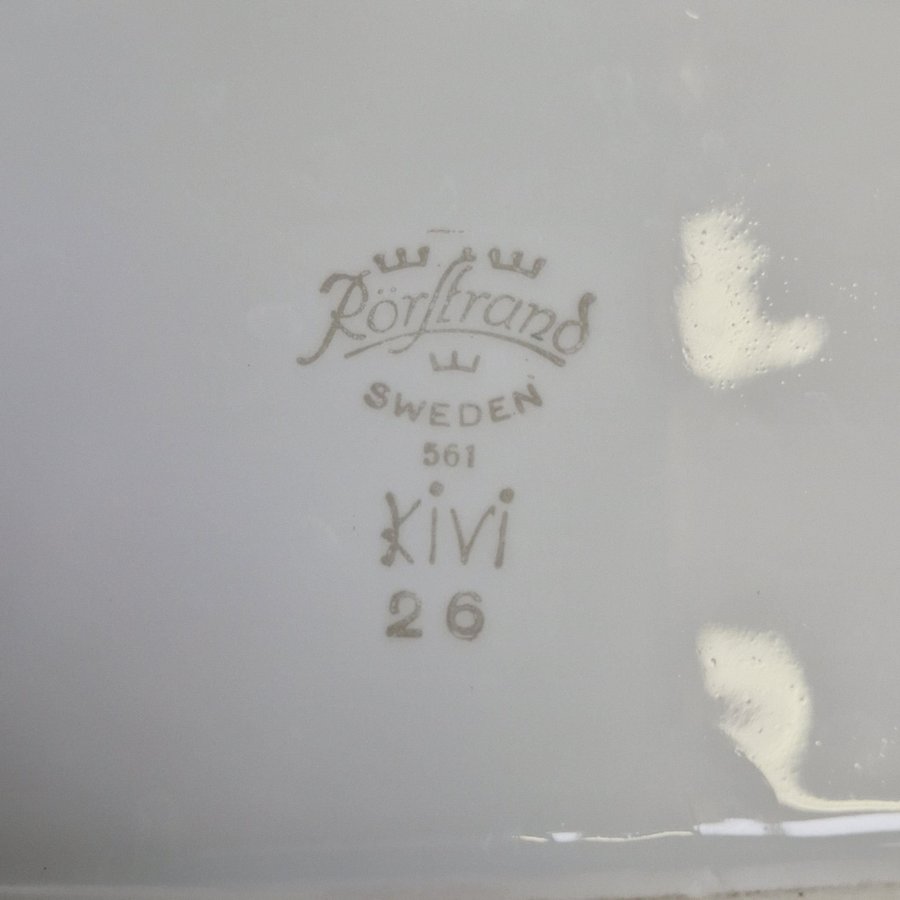 Rörstrand
SWEDEN
561
Kivi
26